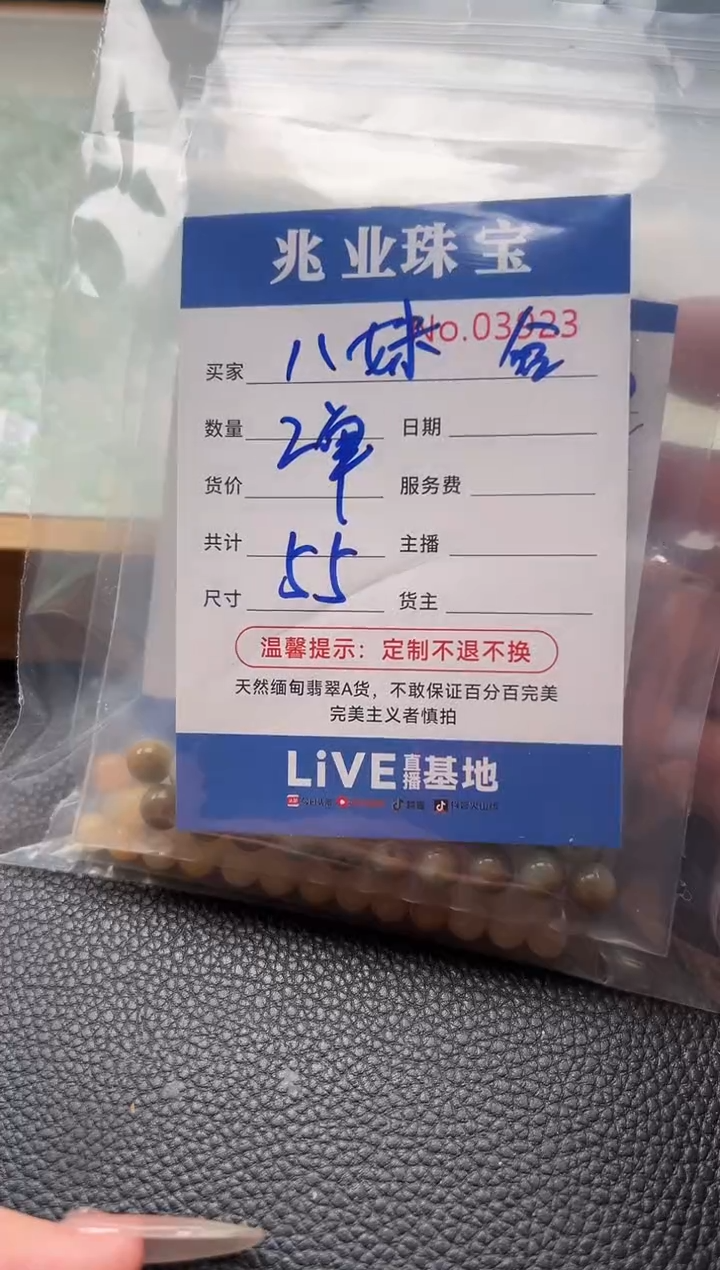 兆业珠宝
No.03923
买家 八妹
数量 2单 日期
货价 服务费
共计 55 主播
尺寸 货主
温馨提示：定制不退不换
天然缅甸翡翠A货，不敢保证百分百完美
完美主义者慎拍
LiVE直播基地